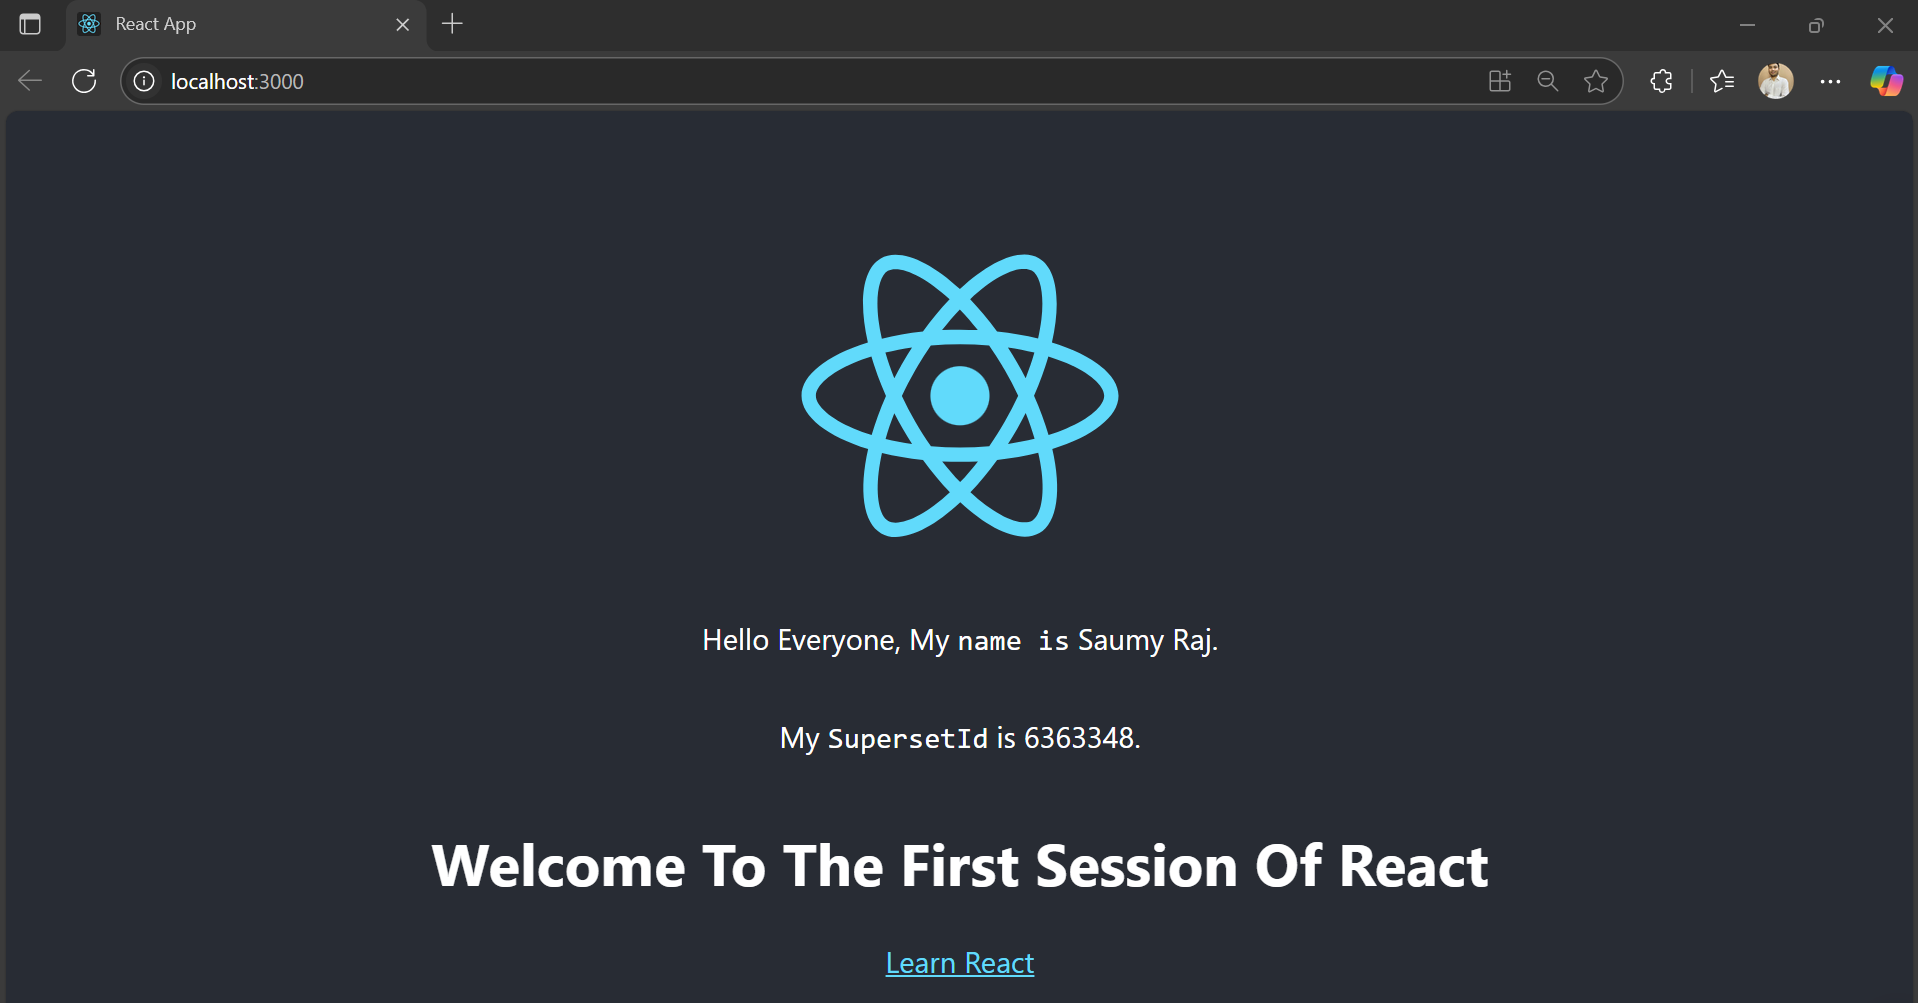 React App
localhost:3000
Hello Everyone, My name is Saumy Raj.
My SupersetId is 6363348.
Welcome To The First Session Of React
Learn React